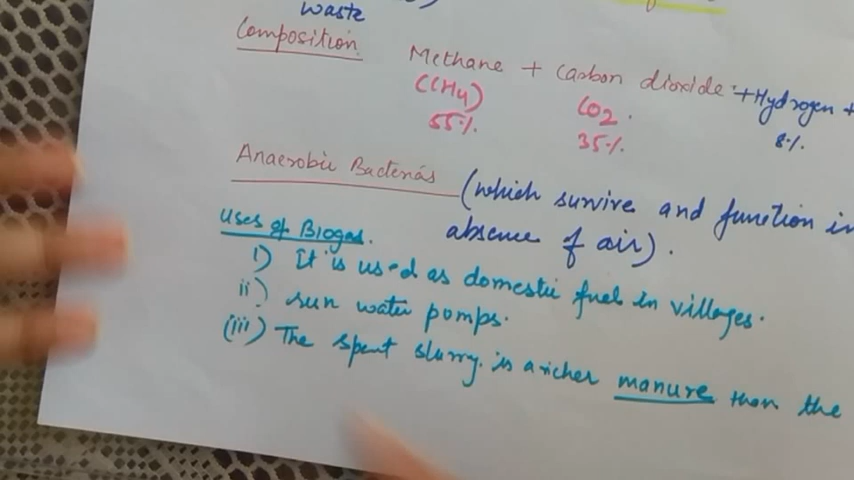 waste
Composition Methane + Carbon dioxide + Hydrogen +
(CH4) CO2.
55% 35% 8%
Anaerobic Bacterias (which survive and function in
absence of air).
Uses of Biogas.
i) It is used as domestic fuel in villages.
ii) run water pomps.
(iii) The spent slurry is a richer manure than the